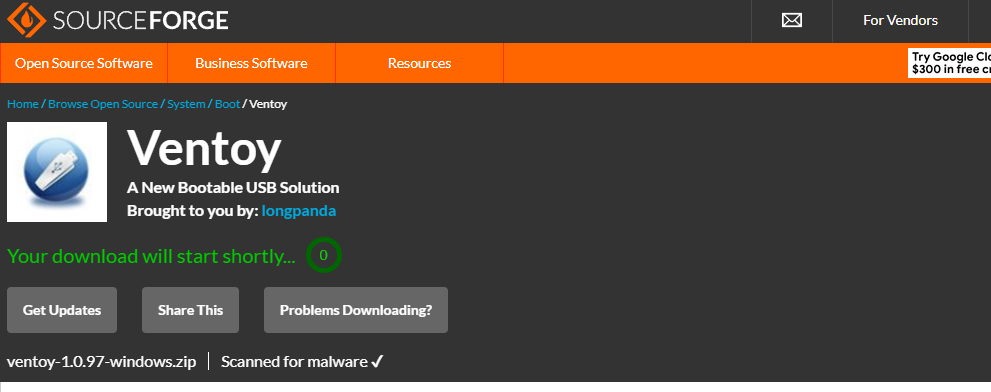 SOURCEFORGE
For Vendors
Open Source Software
Business Software
Resources
Try Google Clo
$300 in free cr
Home / Browse Open Source / System / Boot / Ventoy
Ventoy
A New Bootable USB Solution
Brought to you by: longpanda
Your download will start shortly... 0
Get Updates
Share This
Problems Downloading?
ventoy-1.0.97-windows.zip | Scanned for malware ✓